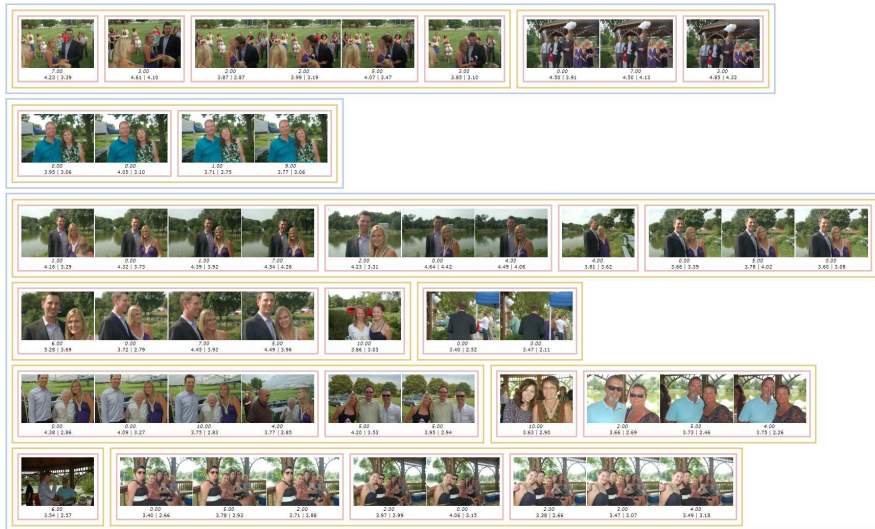 7.00 3.00 2.00 2.00 5.00 3.00 0.00 7.00 3.00
4.23 | 3.39 4.61 | 4.10 3.87 | 2.87 3.99 | 3.19 4.07 | 3.47 3.85 | 3.10 4.50 | 3.91 4.50 | 4.13 4.85 | 4.32
0.00 0.00 1.00 9.00
3.95 | 3.06 4.05 | 3.10 3.71 | 3.75 3.77 | 3.06
1.00 0.00 1.00 7.00 2.00 0.00 0.00 4.00 0.00 5.00 0.00
4.16 | 3.29 4.32 | 3.73 4.39 | 3.92 4.54 | 4.26 4.23 | 3.31 4.64 | 4.42 4.49 | 4.06 3.61 | 3.62 3.66 | 3.39 3.78 | 4.02 3.60 | 3.08
6.00 0.00 7.00 5.00 10.00 0.00 0.00
5.28 | 3.69 3.72 | 2.79 4.45 | 3.93 4.49 | 3.96 3.86 | 3.03 3.40 | 2.52 3.47 | 2.11
0.00 0.00 10.00 4.00 5.00 5.00 10.00 2.00 5.00 4.00
4.38 | 2.86 4.09 | 3.27 3.75 | 2.83 3.77 | 2.85 4.20 | 3.53 3.95 | 2.94 3.63 | 2.90 3.66 | 2.69 3.73 | 2.46 3.75 | 2.26
6.00 0.00 5.00 2.00 2.00 0.00 2.00 3.00 4.00
3.54 | 2.57 3.40 | 2.66 3.78 | 2.93 3.71 | 2.88 3.97 | 2.99 4.06 | 3.15 3.38 | 2.66 3.47 | 3.07 3.49 | 3.18